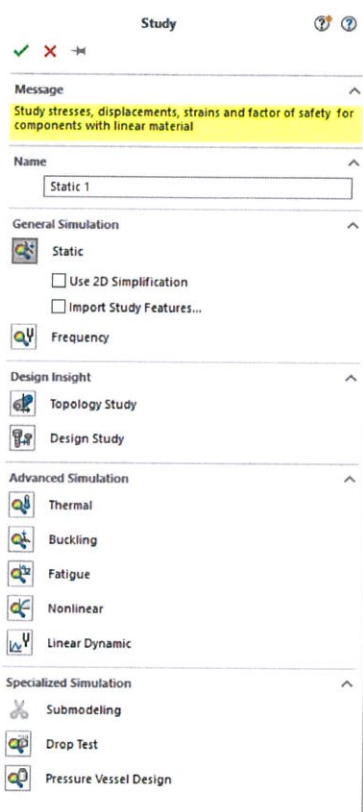 Study
Message
Study stresses, displacements, strains and factor of safety for
components with linear material
Name
Static 1
General Simulation
Static
Use 2D Simplification
Import Study Features...
Frequency
Design Insight
Topology Study
Design Study
Advanced Simulation
Thermal
Buckling
Fatigue
Nonlinear
Linear Dynamic
Specialized Simulation
Submodeling
Drop Test
Pressure Vessel Design